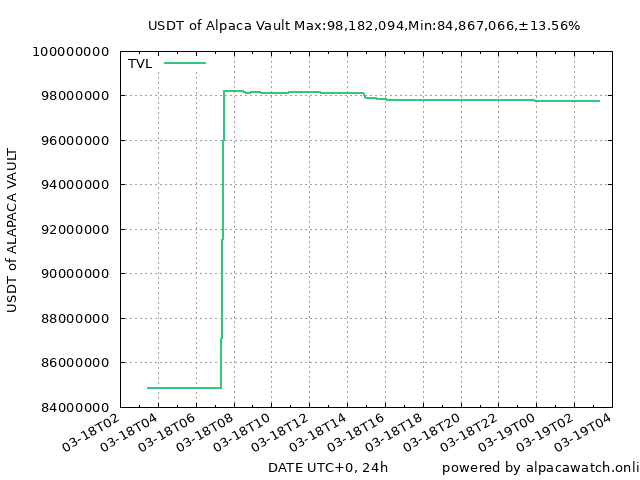 USDT of Alpaca Vault Max:98,182,094,Min:84,867,066,±13.56%
TVL
100000000
98000000
96000000
94000000
92000000
90000000
88000000
86000000
84000000
USDT of ALAPACA VAULT
03-18T02
03-18T04
03-18T06
03-18T08
03-18T10
03-18T12
03-18T14
03-18T16
03-18T18
03-18T20
03-18T22
03-19T00
03-19T02
03-19T04
DATE UTC+0, 24h
powered by alpacawatch.onli